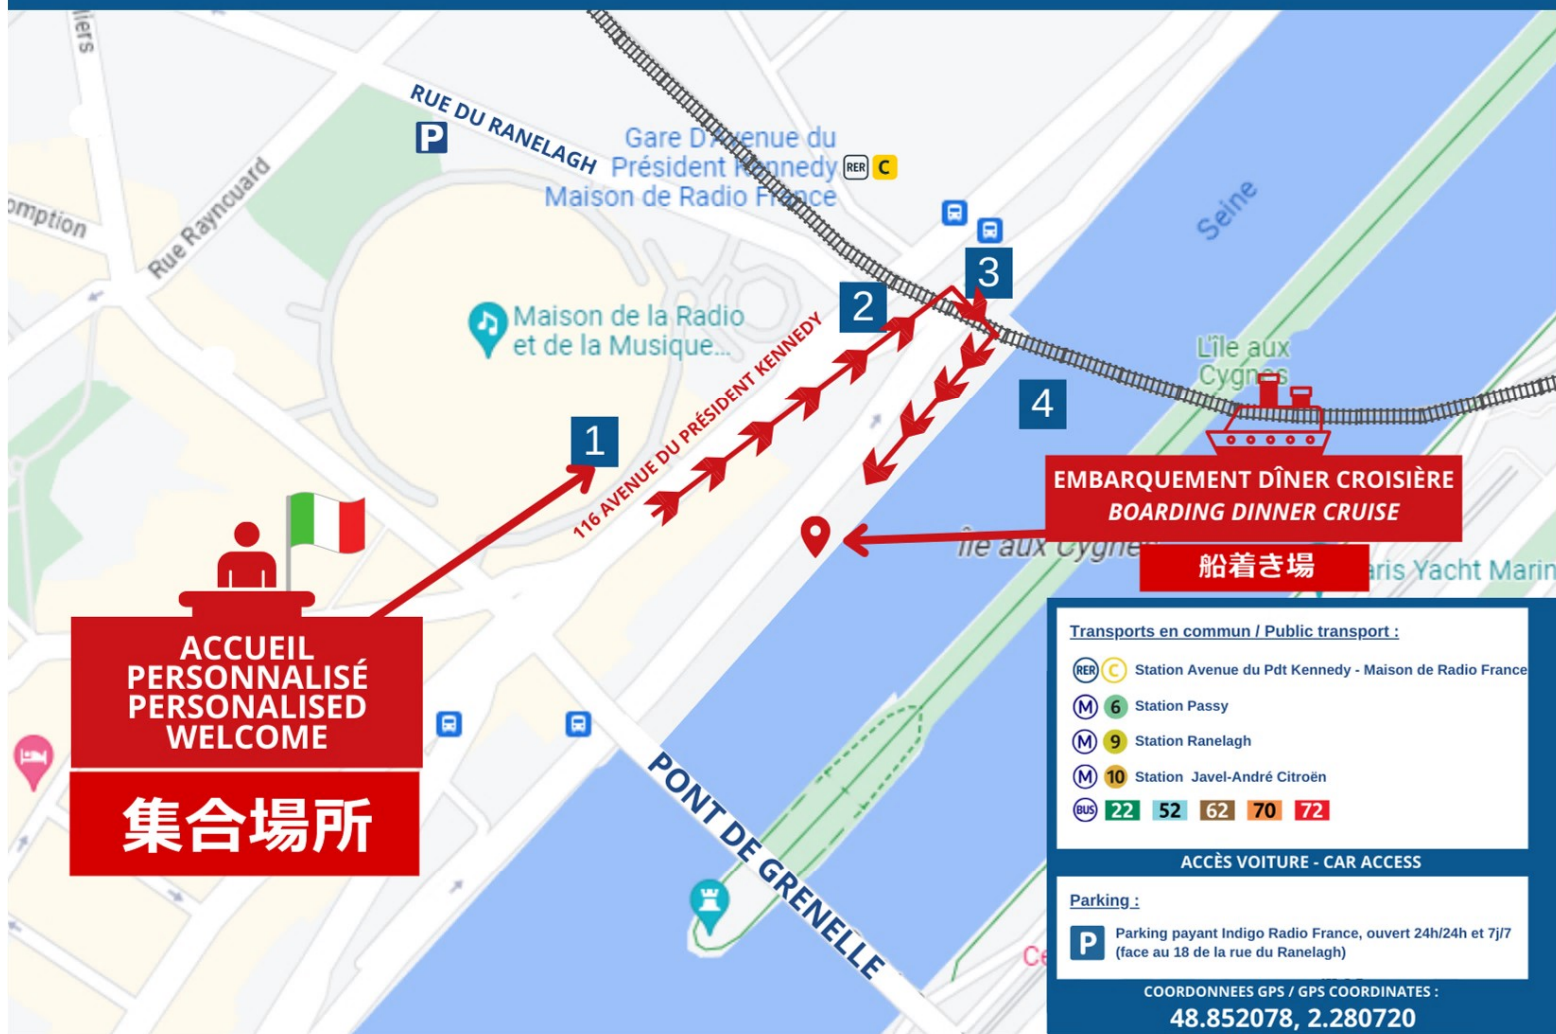 RUE DU RANELAGH
P
Gare D'Avenue du
Président Kennedy
Maison de Radio France
RER C
Rue Raynouard
Seine
3
2
Maison de la Radio
et de la Musique...
116 AVENUE DU PRÉSIDENT KENNEDY
1
4
L'île aux
Cygnes
EMBARQUEMENT DÎNER CROISIÈRE
BOARDING DINNER CRUISE
船着き場
île aux Cygnes
aris Yacht Marin
ACCUEIL
PERSONNALISÉ
PERSONALISED
WELCOME
集合場所
PONT DE GRENELLE
Transports en commun / Public transport :
RER C Station Avenue du Pdt Kennedy - Maison de Radio France
M 6 Station Passy
M 9 Station Ranelagh
M 10 Station Javel-André Citroën
BUS 22 52 62 70 72
ACCÈS VOITURE - CAR ACCESS
Parking :
P Parking payant Indigo Radio France, ouvert 24h/24h et 7j/7
(face au 18 de la rue du Ranelagh)
COORDONNEES GPS / GPS COORDINATES :
48.852078, 2.280720